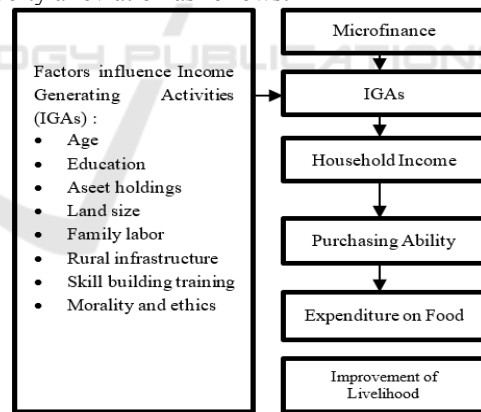 Factors influence Income
Generating Activities
(IGAs) :
• Age
• Education
• Aseet holdings
• Land size
• Family labor
• Rural infrastructure
• Skill building training
• Morality and ethics
Microfinance
IGAs
Household Income
Purchasing Ability
Expenditure on Food
Improvement of
Livelihood